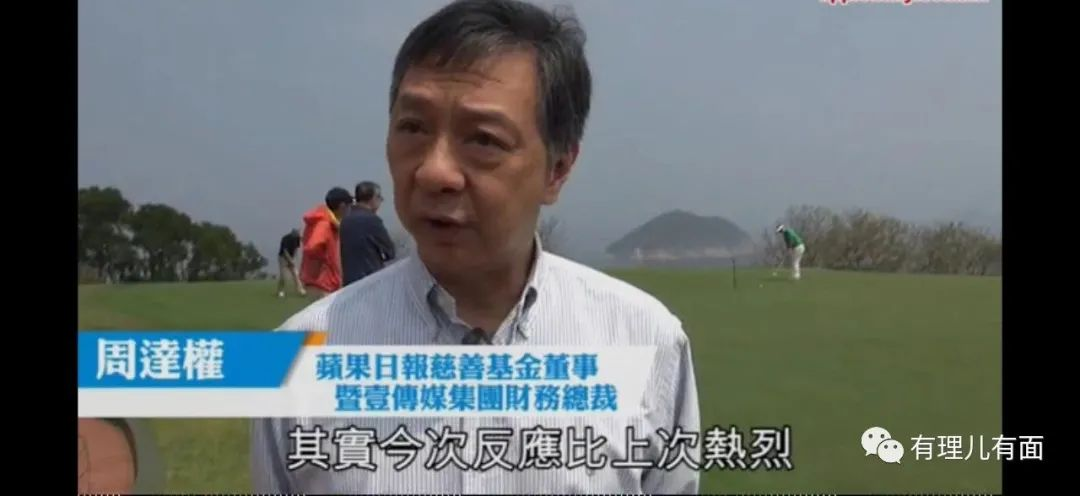 周達權
蘋果日報慈善基金董事
暨壹傳媒集團財務總裁
其實今次反應比上次熱烈
有理儿有面